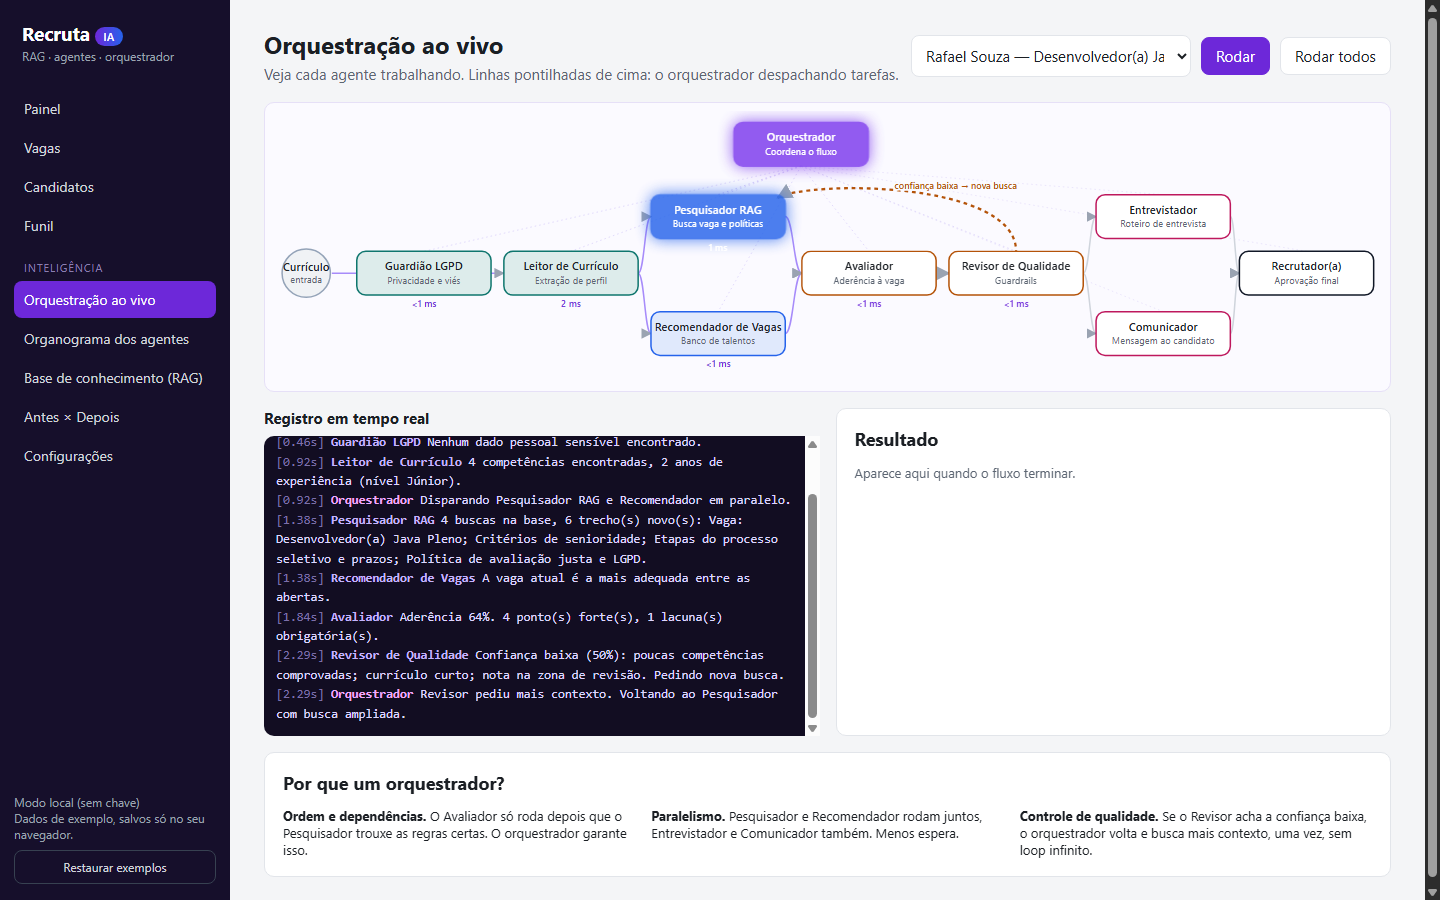 Recruta IA
RAG · agentes · orquestrador
Painel
Vagas
Candidatos
Funil
INTELIGÊNCIA
Orquestração ao vivo
Organograma dos agentes
Base de conhecimento (RAG)
Antes × Depois
Configurações
Modo local (sem chave)
Dados de exemplo, salvos só no seu
navegador.
Restaurar exemplos
Orquestração ao vivo
Veja cada agente trabalhando. Linhas pontilhadas de cima: o orquestrador despachando tarefas.
Rafael Souza — Desenvolvedor(a) Ja
Rodar
Rodar todos
Orquestrador
Coordena o fluxo
confiança baixa → nova busca
Pesquisador RAG
Busca vaga e políticas
1 ms
Entrevistador
Roteiro de entrevista
Currículo
entrada
Guardião LGPD
Privacidade e viés
<1 ms
Leitor de Currículo
Extração de perfil
2 ms
Avaliador
Aderência à vaga
<1 ms
Revisor de Qualidade
Guardrails
<1 ms
Recrutador(a)
Aprovação final
Recomendador de Vagas
Banco de talentos
<1 ms
Comunicador
Mensagem ao candidato
Registro em tempo real
[0.46s] Guardião LGPD Nenhum dado pessoal sensível encontrado.
[0.92s] Leitor de Currículo 4 competências encontradas, 2 anos de
experiência (nível Júnior).
[0.92s] Orquestrador Disparando Pesquisador RAG e Recomendador em paralelo.
[1.38s] Pesquisador RAG 4 buscas na base, 6 trecho(s) novo(s): Vaga:
Desenvolvedor(a) Java Pleno; Critérios de senioridade; Etapas do processo
seletivo e prazos; Política de avaliação justa e LGPD.
[1.38s] Recomendador de Vagas A vaga atual é a mais adequada entre as
abertas.
[1.84s] Avaliador Aderência 64%. 4 ponto(s) forte(s), 1 lacuna(s)
obrigatória(s).
[2.29s] Revisor de Qualidade Confiança baixa (50%): poucas competências
comprovadas; currículo curto; nota na zona de revisão. Pedindo nova busca.
[2.29s] Orquestrador Revisor pediu mais contexto. Voltando ao Pesquisador
com busca ampliada.
Resultado
Aparece aqui quando o fluxo terminar.
Por que um orquestrador?
Ordem e dependências. O Avaliador só roda depois que o
Pesquisador trouxe as regras certas. O orquestrador garante
isso.
Paralelismo. Pesquisador e Recomendador rodam juntos,
Entrevistador e Comunicador também. Menos espera.
Controle de qualidade. Se o Revisor acha a confiança baixa,
o orquestrador volta e busca mais contexto, uma vez, sem
loop infinito.